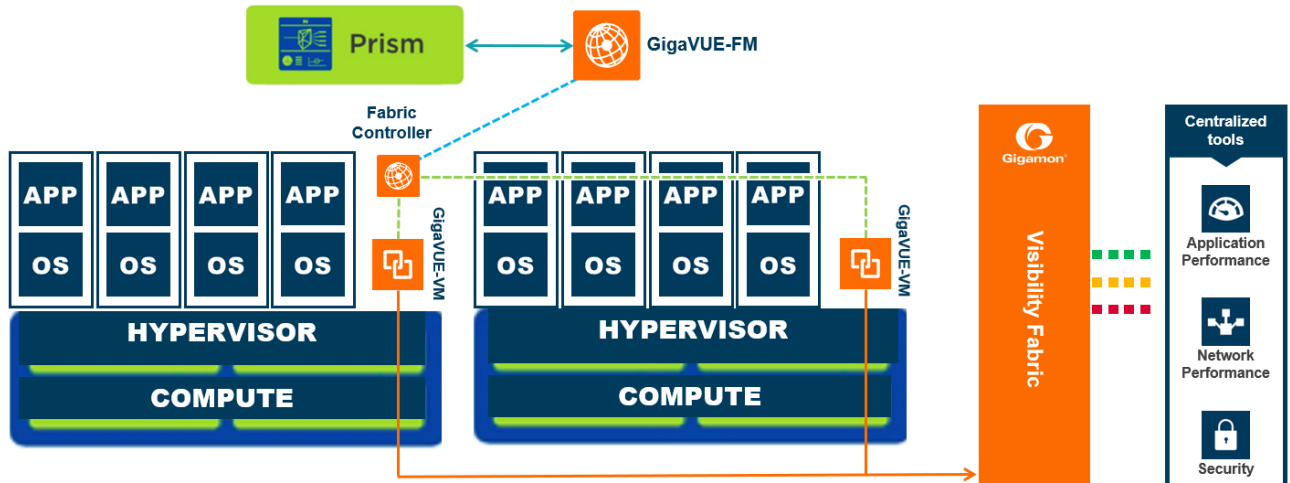 Prism
GigaVUE-FM
Fabric
Controller
APP
APP
APP
APP
OS
OS
OS
OS
GigaVUE-VM
HYPERVISOR
COMPUTE
APP
APP
APP
APP
OS
OS
OS
OS
GigaVUE-VM
HYPERVISOR
COMPUTE
Gigamon®
Visibility Fabric
Centralized
tools
Application
Performance
Network
Performance
Security